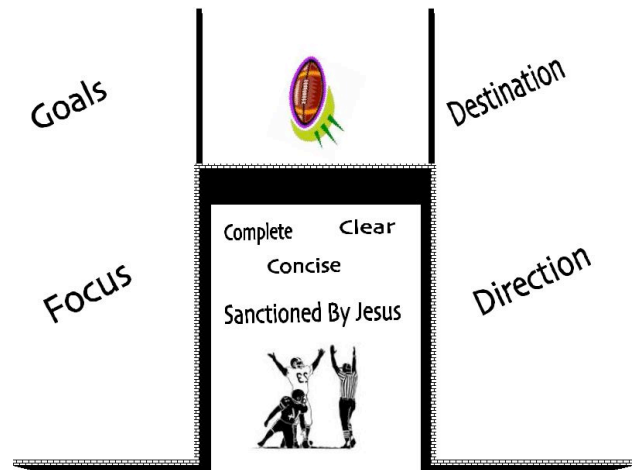 Goals
Destination
Complete
Clear
Concise
Focus
Direction
Sanctioned By Jesus